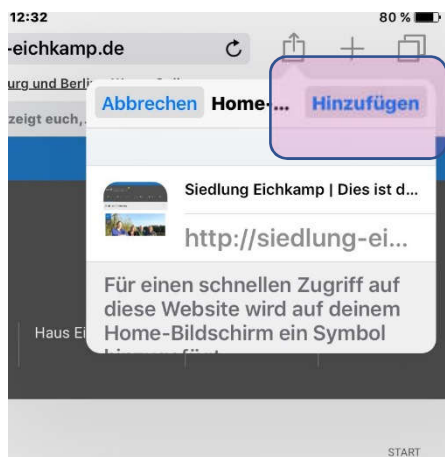 12:32
80 %
-eichkamp.de
urg und Berli
zeigt euch,
Abbrechen Home-... Hinzufügen
Siedlung Eichkamp | Dies ist d...
http://siedlung-ei...
Für einen schnellen Zugriff auf
diese Website wird auf deinem
Home-Bildschirm ein Symbol
Haus Ei
START